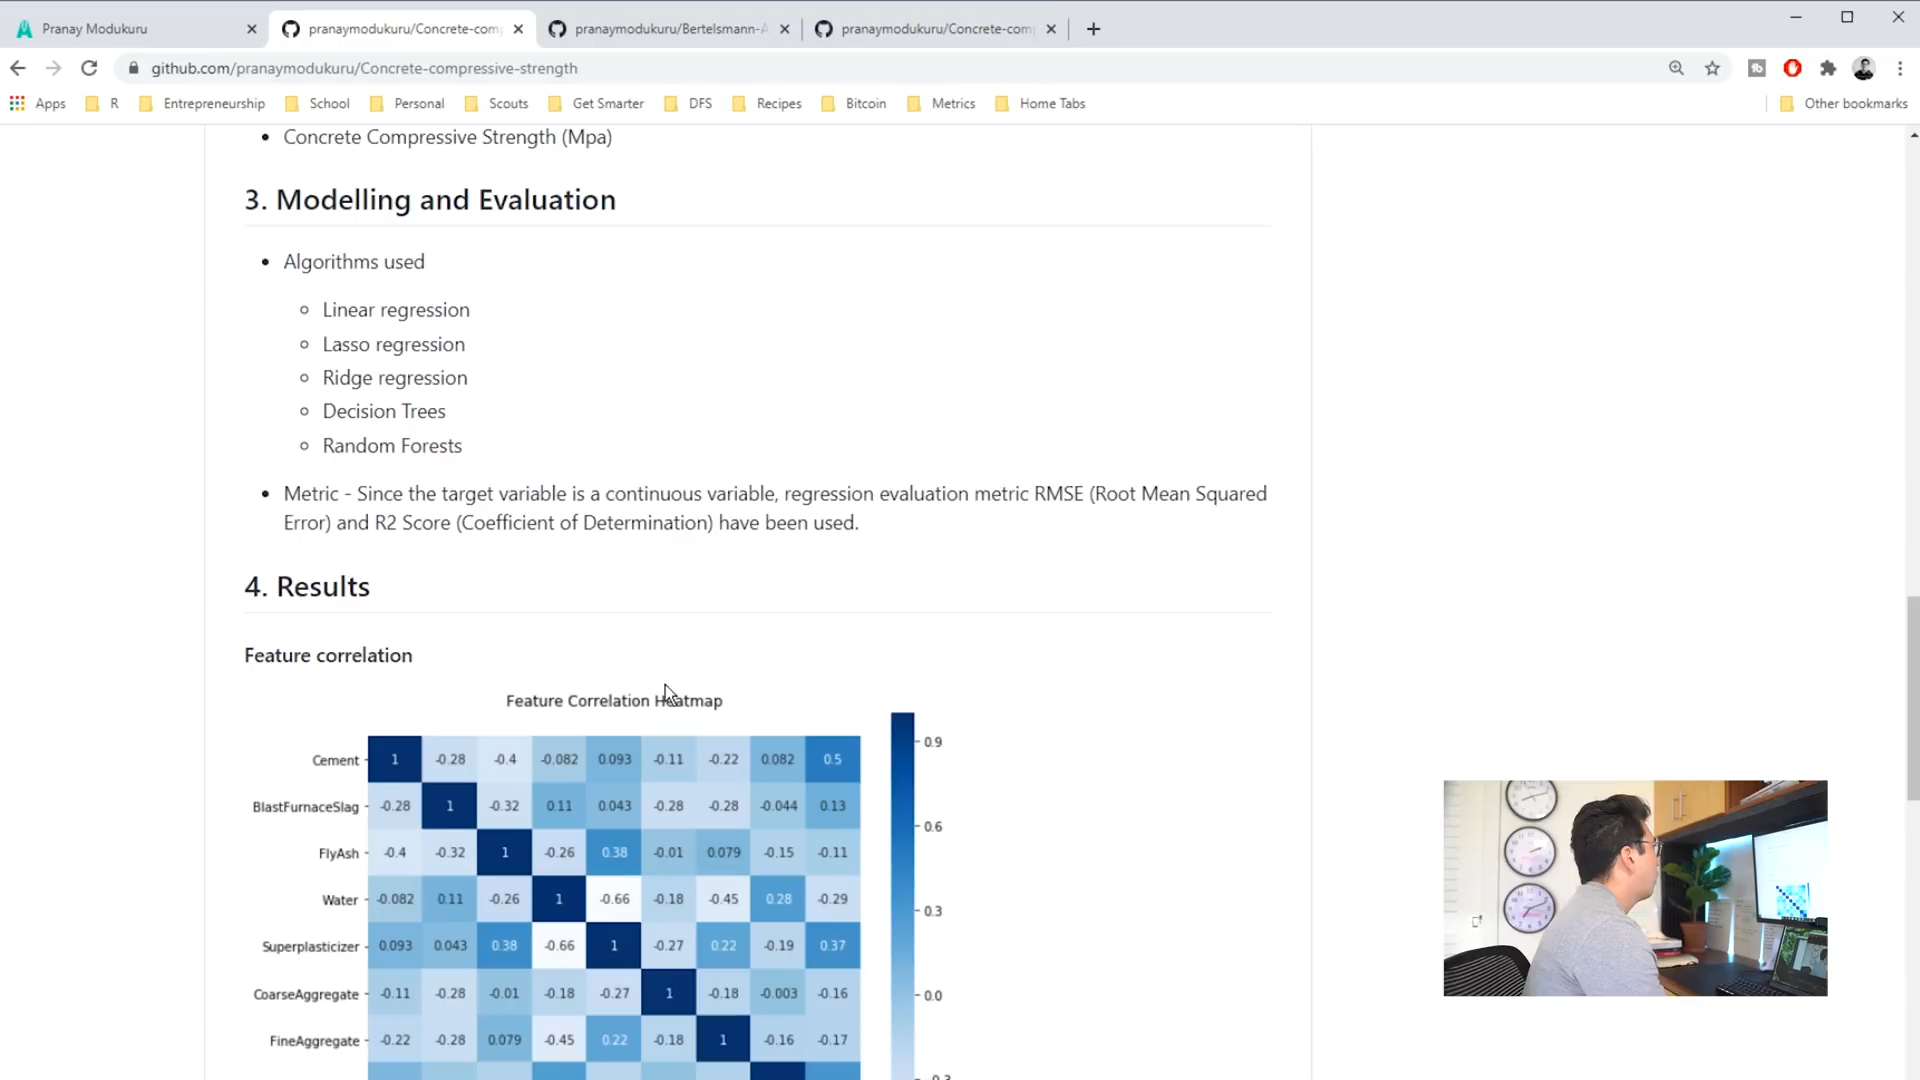 Pranay Modukuru
pranaymodukuru/Concrete-com
pranaymodukuru/Bertelsmann-A
pranaymodukuru/Concrete-com
github.com/pranaymodukuru/Concrete-compressive-strength
Apps R Entrepreneurship School Personal Scouts Get Smarter DFS Recipes Bitcoin Metrics Home Tabs Other bookmarks
• Concrete Compressive Strength (Mpa)
3. Modelling and Evaluation
• Algorithms used
Linear regression
Lasso regression
Ridge regression
Decision Trees
Random Forests
• Metric - Since the target variable is a continuous variable, regression evaluation metric RMSE (Root Mean Squared
Error) and R2 Score (Coefficient of Determination) have been used.
4. Results
Feature correlation
Feature Correlation Heatmap
Cement 1 -0.28 -0.4 -0.082 0.093 -0.11 -0.22 0.082 0.5
BlastFurnaceSlag -0.28 1 -0.32 0.11 0.043 -0.28 -0.28 -0.044 0.13
FlyAsh -0.4 -0.32 1 -0.26 0.38 -0.01 0.079 -0.15 -0.11
Water -0.082 0.11 -0.26 1 -0.66 -0.18 -0.45 0.28 -0.29
Superplasticizer 0.093 0.043 0.38 -0.66 1 -0.27 0.22 -0.19 0.37
CoarseAggregate -0.11 -0.28 -0.01 -0.18 -0.27 1 -0.18 -0.003 -0.16
FineAggregate -0.22 -0.28 0.079 -0.45 0.22 -0.18 1 -0.16 -0.17
0.9
0.6
0.3
0.0